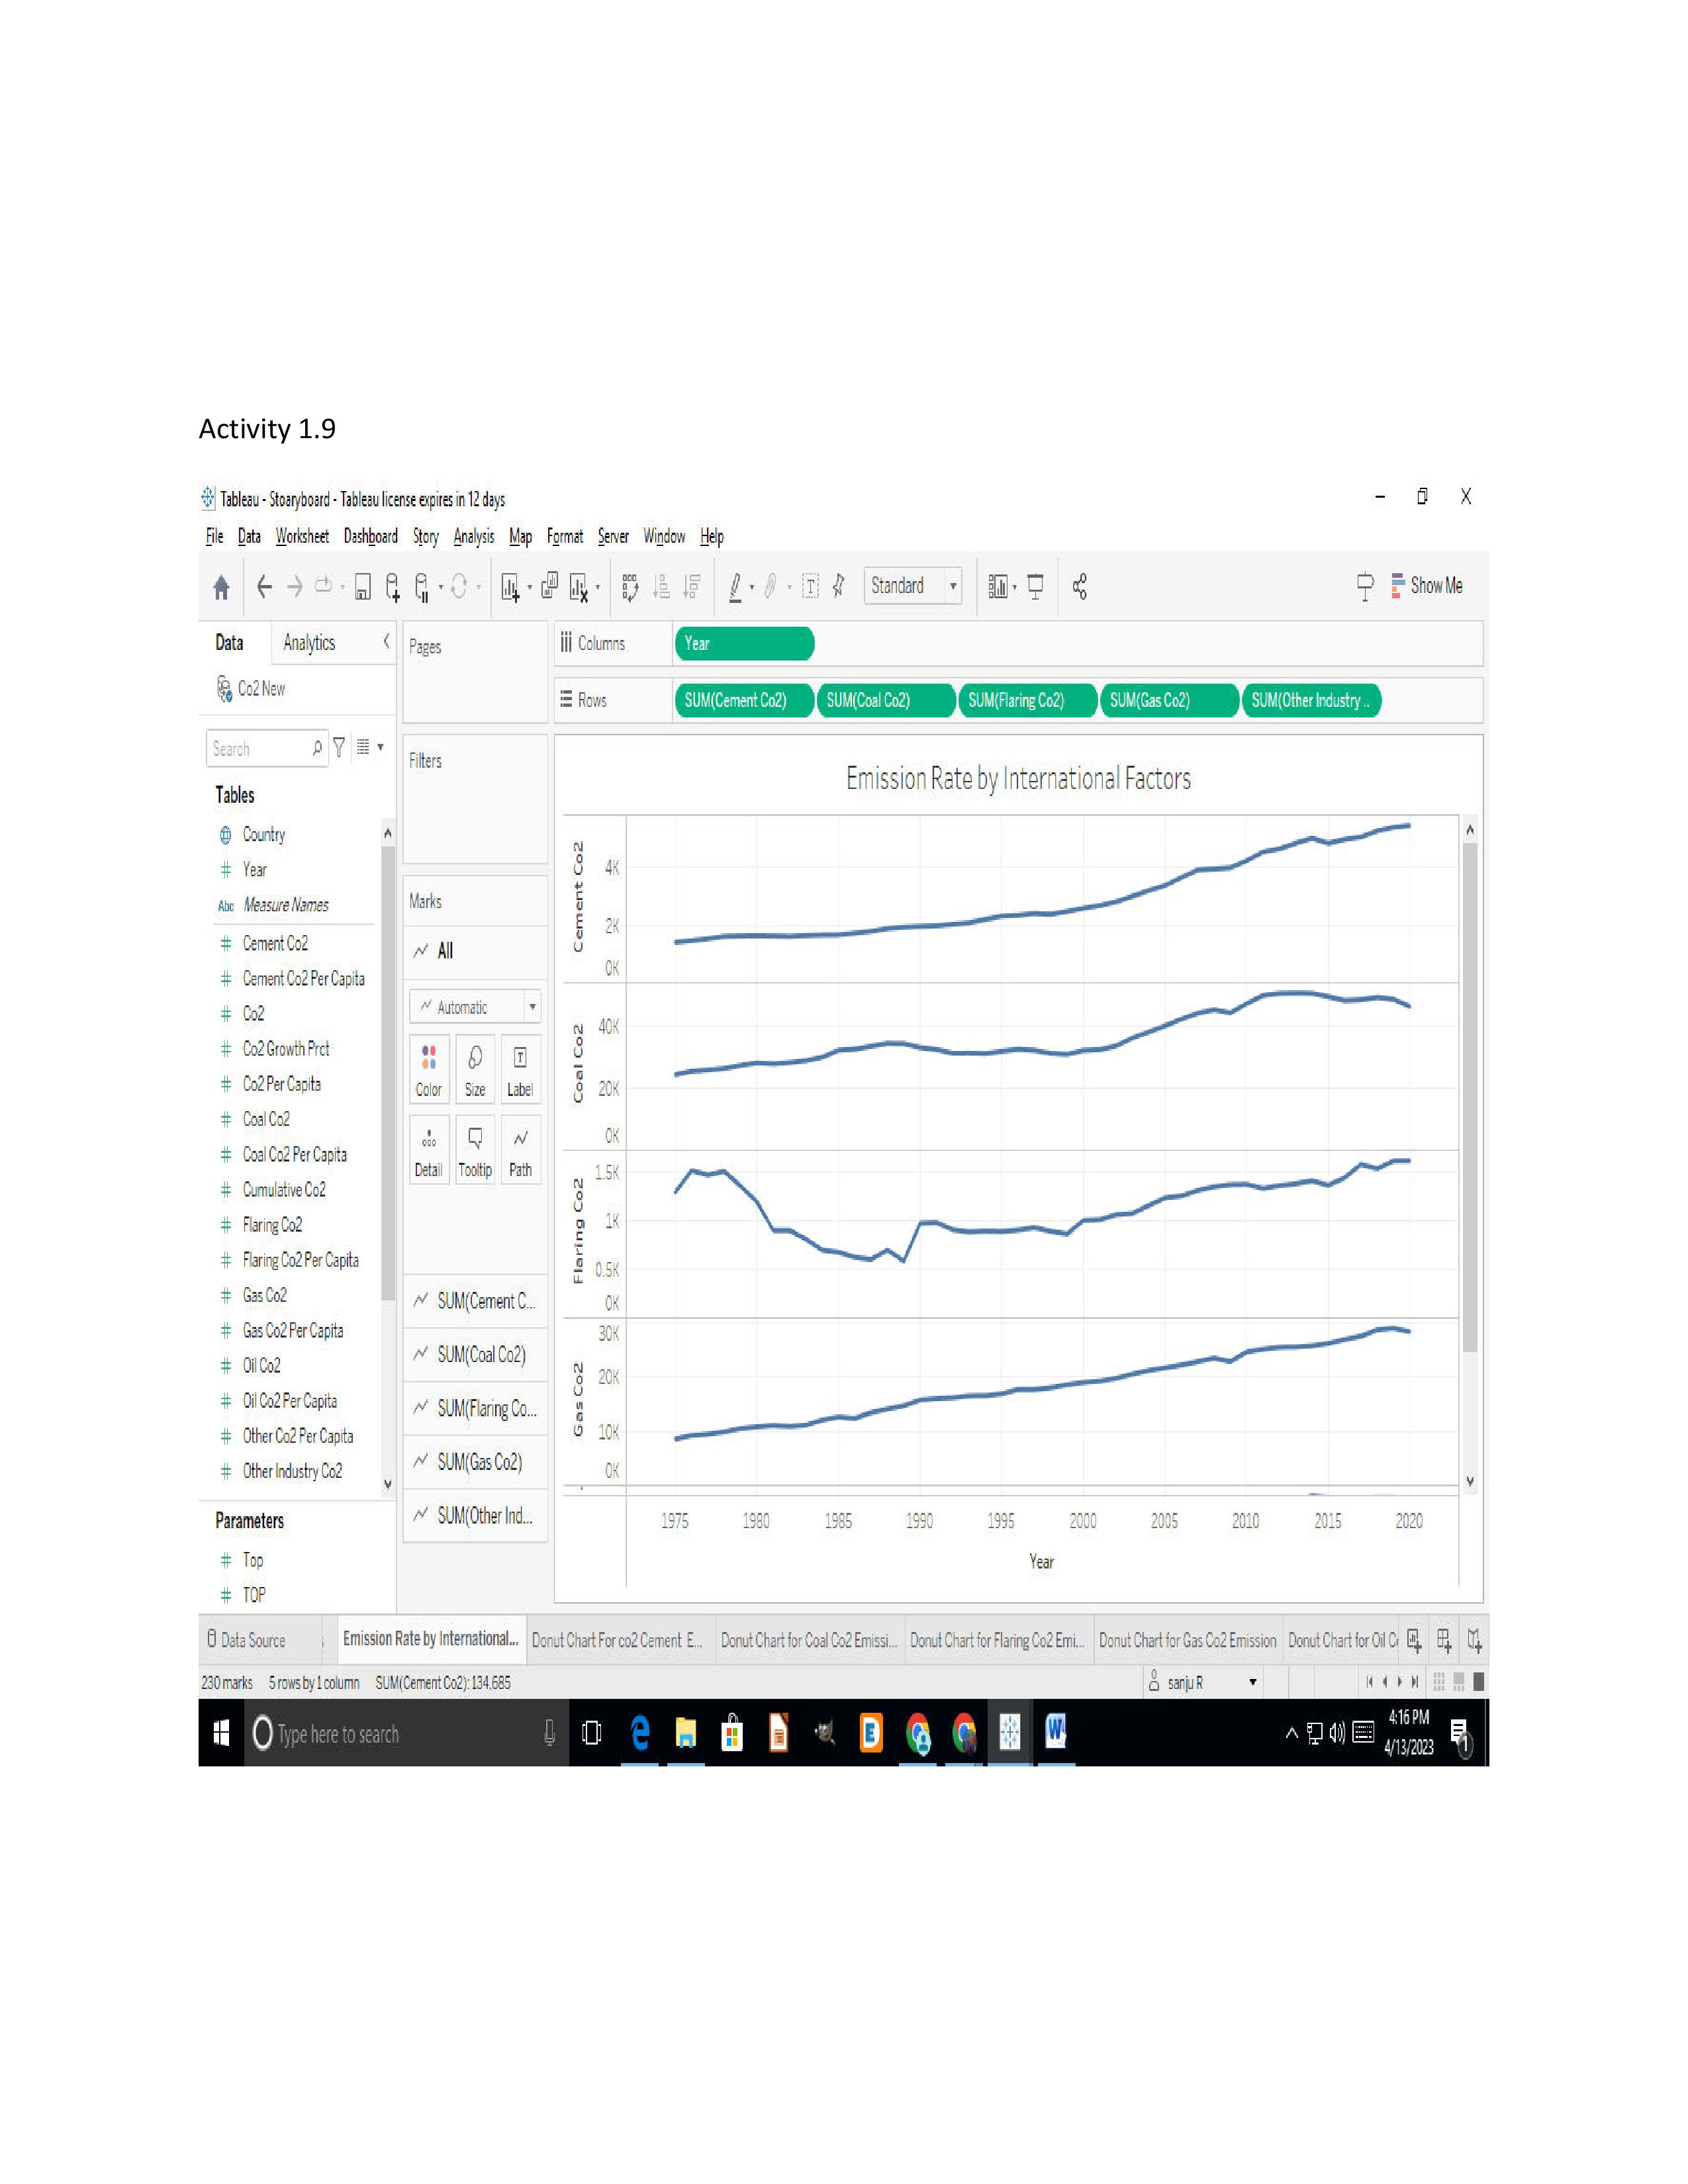 Activity 1.9
Tableau - Stoaryboard - Tableau license expires in 12 days
File Data Worksheet Dashboard Story Analysis Map Format Server Window Help
Standard
Show Me
Data Analytics
Co2 New
Search
Tables
Country
Year
Abc Measure Names
Cement Co2
Cement Co2 Per Capita
Co2
Co2 Growth Prct
Co2 Per Capita
Coal Co2
Coal Co2 Per Capita
Cumulative Co2
Flaring Co2
Flaring Co2 Per Capita
Gas Co2
Gas Co2 Per Capita
Oil Co2
Oil Co2 Per Capita
Other Co2 Per Capita
Other Industry Co2
Parameters
Top
TOP
Pages
Filters
Marks
All
Automatic
Color Size Label
Detail Tooltip Path
SUM(Cement C...
SUM(Coal Co2)
SUM(Flaring Co...
SUM(Gas Co2)
SUM(Other Ind...
Columns Year
Rows SUM(Cement Co2) SUM(Coal Co2) SUM(Flaring Co2) SUM(Gas Co2) SUM(Other Industry ..
Emission Rate by International Factors
Cement Co2
4K
2K
0K
Coal Co2
40K
20K
0K
Flaring Co2
1.5K
1K
0.5K
0K
Gas Co2
30K
20K
10K
0K
1975 1980 1985 1990 1995 2000 2005 2010 2015 2020
Year
Data Source Emission Rate by International... Donut Chart For co2 Cement E... Donut Chart for Coal Co2 Emissi... Donut Chart for Flaring Co2 Emi... Donut Chart for Gas Co2 Emission Donut Chart for Oil C
230 marks 5 rows by 1 column SUM(Cement Co2): 134,685
sanju R
Type here to search
4:16 PM
4/13/2023
1